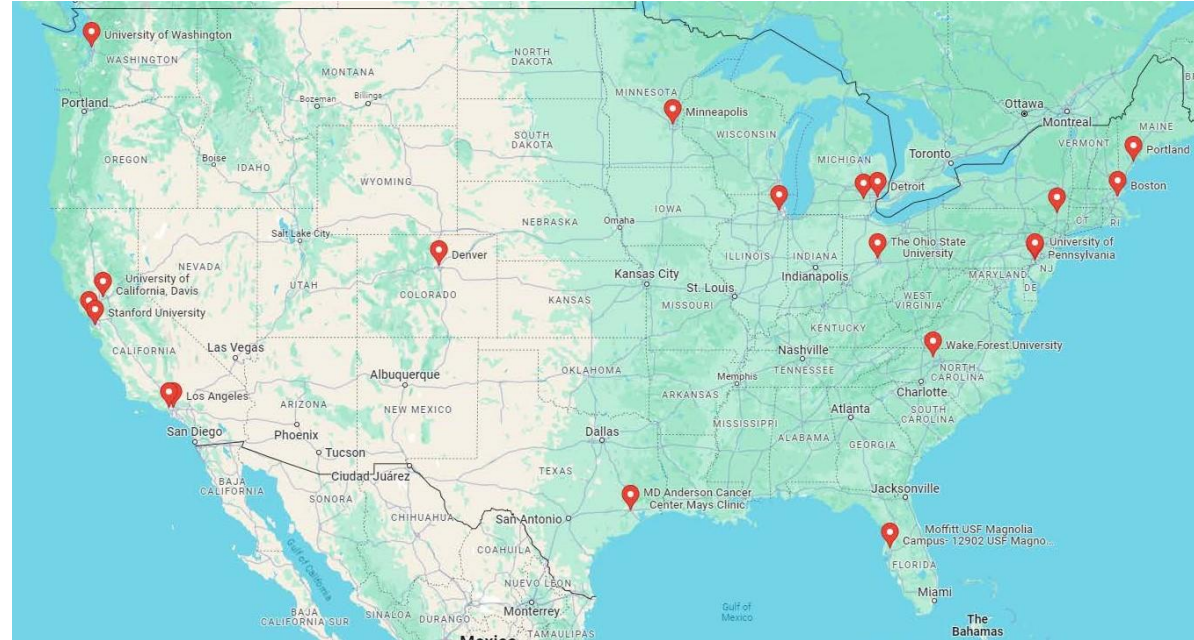 University of Washington
WASHINGTON
NORTH
DAKOTA
MONTANA
MINNESOTA
Bozeman
Billings
Portland
Minneapolis
Ottawa
Montreal
MAINE
WISCONSIN
VERMONT
SOUTH
DAKOTA
OREGON
Boise
IDAHO
MICHIGAN
Toronto
Portland
WYOMING
Detroit
Boston
IOWA
NEBRASKA
Omaha
CT
RI
Salt Lake City
The Ohio State
University
University of
Pennsylvania
Denver
NEVADA
UTAH
COLORADO
ILLINOIS
INDIANA
Indianapolis
University of
California, Davis
Kansas City
St. Louis
MARYLAND
NJ
DE
Stanford University
KANSAS
MISSOURI
WEST
VIRGINIA
KENTUCKY
CALIFORNIA
Las Vegas
Nashville
TENNESSEE
Wake Forest University
Albuquerque
OKLAHOMA
Memphis
NORTH
CAROLINA
Charlotte
Los Angeles
ARIZONA
NEW MEXICO
ARKANSAS
Atlanta
SOUTH
CAROLINA
San Diego
Phoenix
Dallas
MISSISSIPPI
ALABAMA
GEORGIA
Tucson
Ciudad Juárez
TEXAS
BAJA
CALIFORNIA
SONORA
MD Anderson Cancer
Center Mays Clinic
Jacksonville
CHIHUAHUA
San Antonio
Moffitt USF Magnolia
Campus- 12902 USF Magno...
Gulf of California
COAHUILA
FLORIDA
NUEVO LEON
Miami
BAJA
CALIFORNIA SUR
SINALOA
DURANGO
Monterrey
Gulf of
Mexico
The
Bahamas
Mexico
TAMAULIPAS